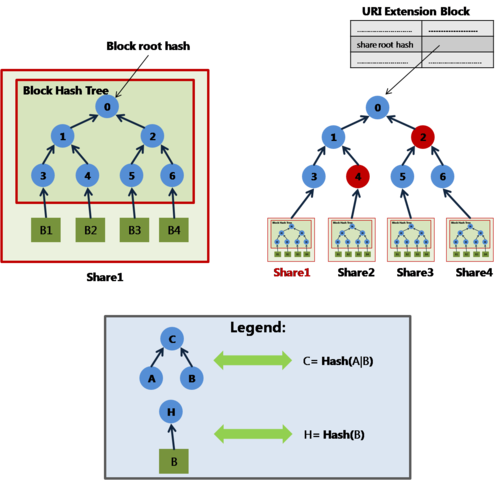 URI Extension Block
share root hash
Block root hash
Block Hash Tree
0
1
2
3
4
5
6
B1
B2
B3
B4
Share1
0
1
2
3
4
5
6
Share1
Share2
Share3
Share4
Legend:
C
A
B
C= Hash(A|B)
H
H= Hash(B)
B